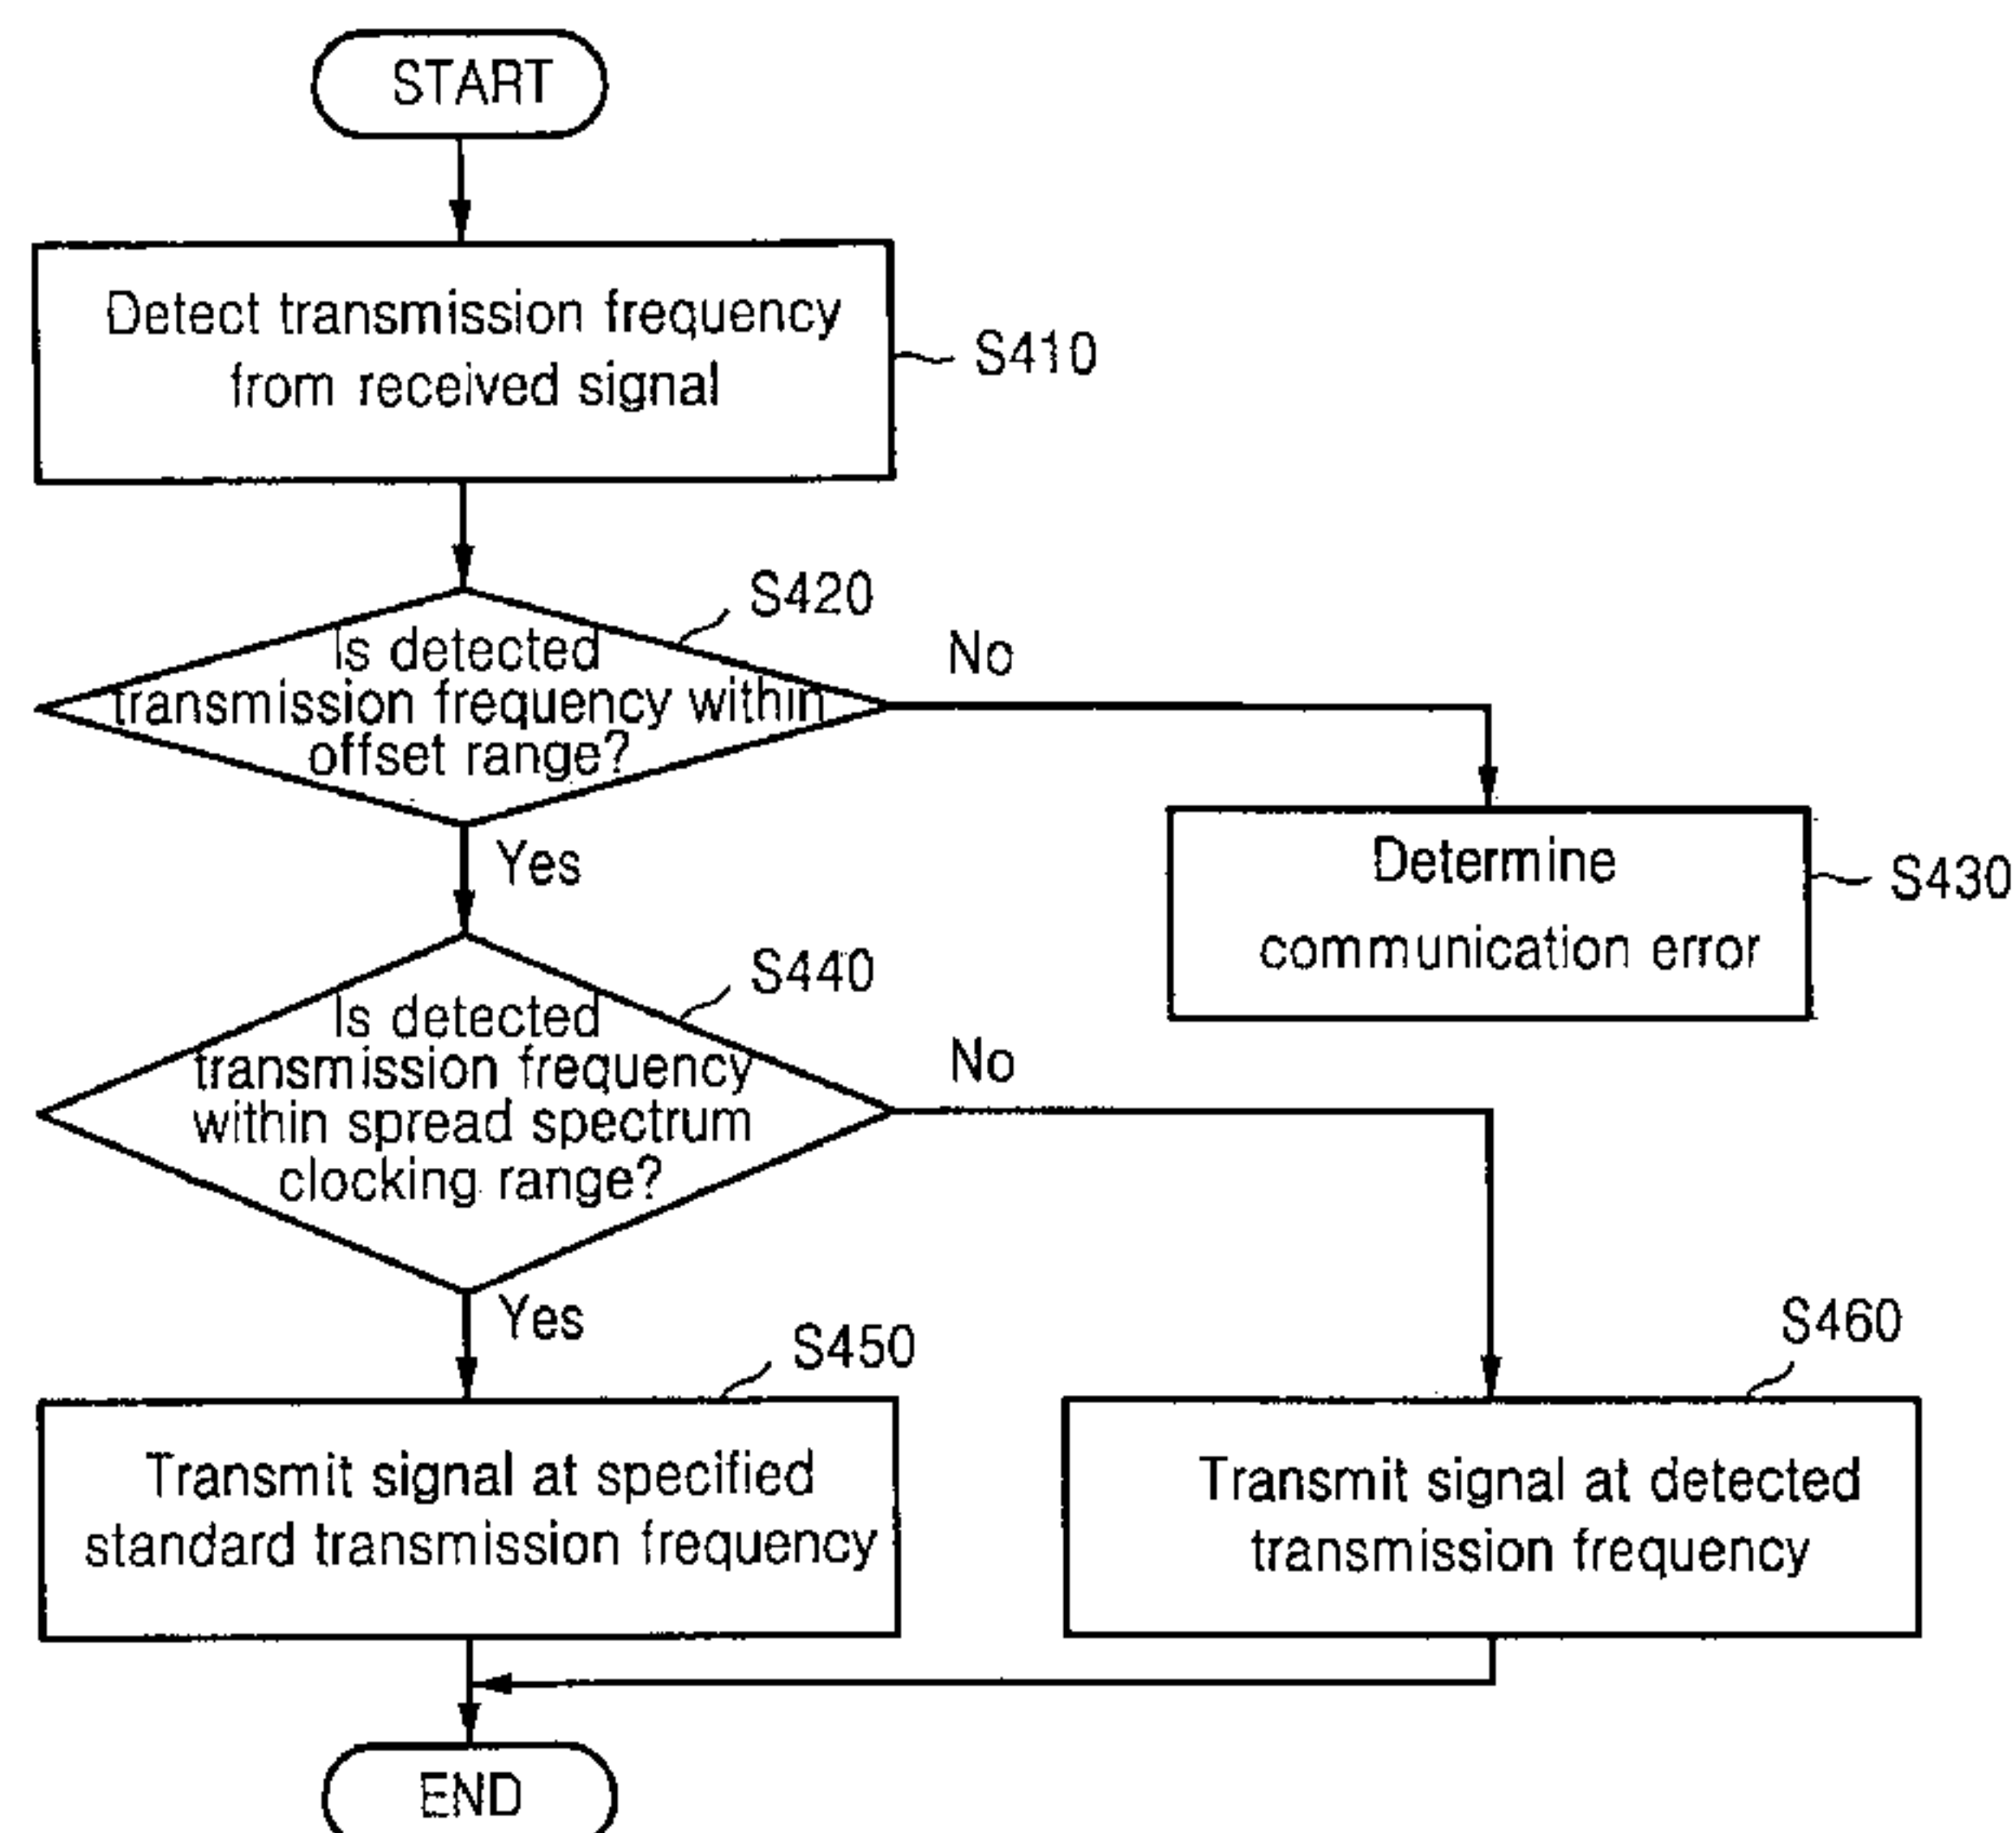 START
Detect transmission frequency
from received signal
S410
S420
Is detected
transmission frequency within
offset range?
No
Yes
Determine
communication error
S430
S440
Is detected
transmission frequency
within spread spectrum
clocking range?
No
Yes
S450
Transmit signal at specified
standard transmission frequency
S460
Transmit signal at detected
transmission frequency
END